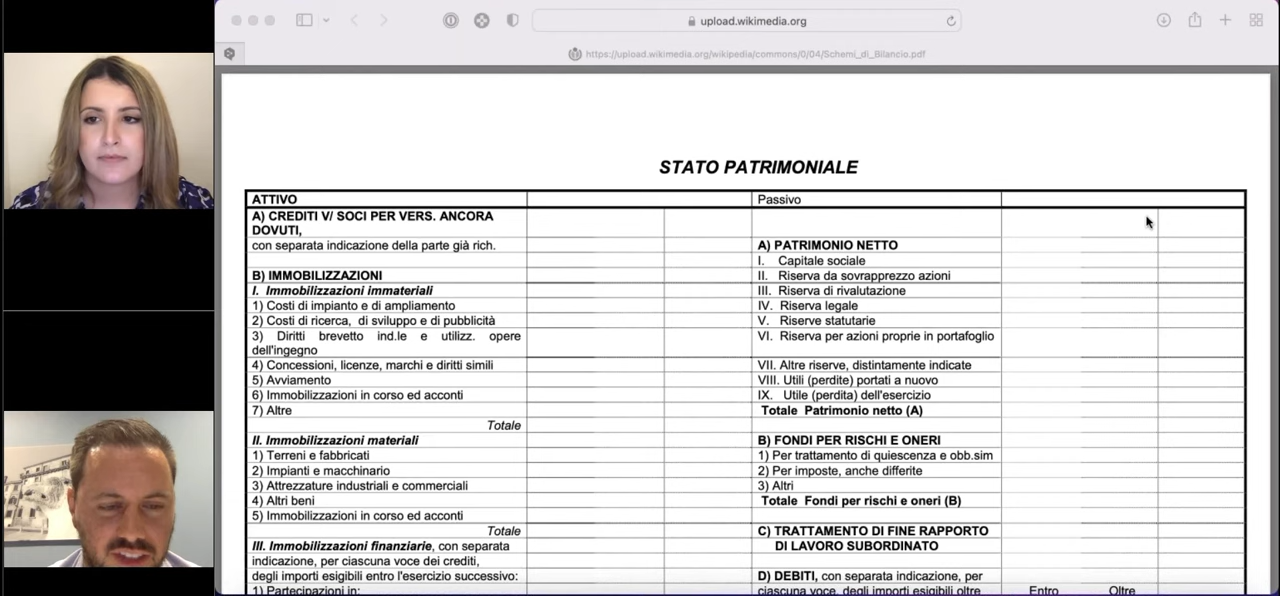 upload.wikimedia.org
https://upload.wikimedia.org/wikipedia/commons/0/04/Schemi_di_Bilancio.pdf
STATO PATRIMONIALE
ATTIVO
A) CREDITI V/ SOCI PER VERS. ANCORA
DOVUTI,
con separata indicazione della parte già rich.
B) IMMOBILIZZAZIONI
I. Immobilizzazioni immateriali
1) Costi di impianto e di ampliamento
2) Costi di ricerca, di sviluppo e di pubblicità
3) Diritti brevetto ind.le e utilizz. opere
dell'ingegno
4) Concessioni, licenze, marchi e diritti simili
5) Avviamento
6) Immobilizzazioni in corso ed acconti
7) Altre
Totale
II. Immobilizzazioni materiali
1) Terreni e fabbricati
2) Impianti e macchinario
3) Attrezzature industriali e commerciali
4) Altri beni
5) Immobilizzazioni in corso ed acconti
Totale
III. Immobilizzazioni finanziarie, con separata
indicazione, per ciascuna voce dei crediti,
degli importi esigibili entro l'esercizio successivo:
1) Partecipazioni in:
Passivo
A) PATRIMONIO NETTO
I. Capitale sociale
II. Riserva da sovrapprezzo azioni
III. Riserva di rivalutazione
IV. Riserva legale
V. Riserve statutarie
VI. Riserva per azioni proprie in portafoglio
VII. Altre riserve, distintamente indicate
VIII. Utili (perdite) portati a nuovo
IX. Utile (perdita) dell'esercizio
Totale Patrimonio netto (A)
B) FONDI PER RISCHI E ONERI
1) Per trattamento di quiescenza e obb.sim
2) Per imposte, anche differite
3) Altri
Totale Fondi per rischi e oneri (B)
C) TRATTAMENTO DI FINE RAPPORTO
DI LAVORO SUBORDINATO
D) DEBITI, con separata indicazione, per
ciascuna voce, degli importi esigibili oltre
Entro Oltre